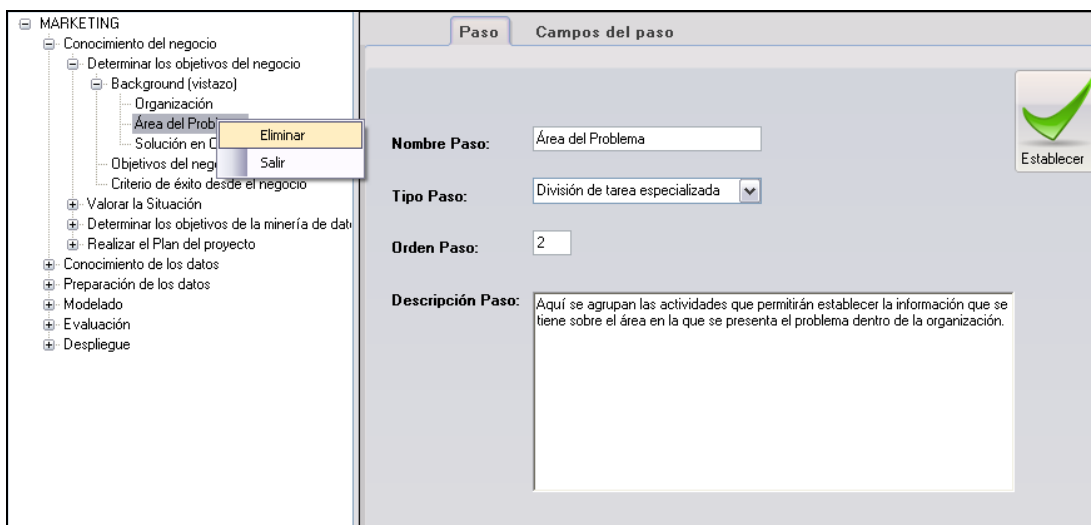 MARKETING
Conocimiento del negocio
Determinar los objetivos del negocio
Background (vistazo)
Organización
Área del Prob
Solución en
Objetivos del neg
Criterio de éxito desde el negocio
Valorar la Situación
Determinar los objetivos de la minería de dat
Realizar el Plan del proyecto
Conocimiento de los datos
Preparación de los datos
Modelado
Evaluación
Despliegue
Eliminar
Salir
Paso Campos del paso
Nombre Paso: Área del Problema
Tipo Paso: División de tarea especializada
Orden Paso: 2
Descripción Paso: Aquí se agrupan las actividades que permitirán establecer la información que se
tiene sobre el área en la que se presenta el problema dentro de la organización.
Establecer